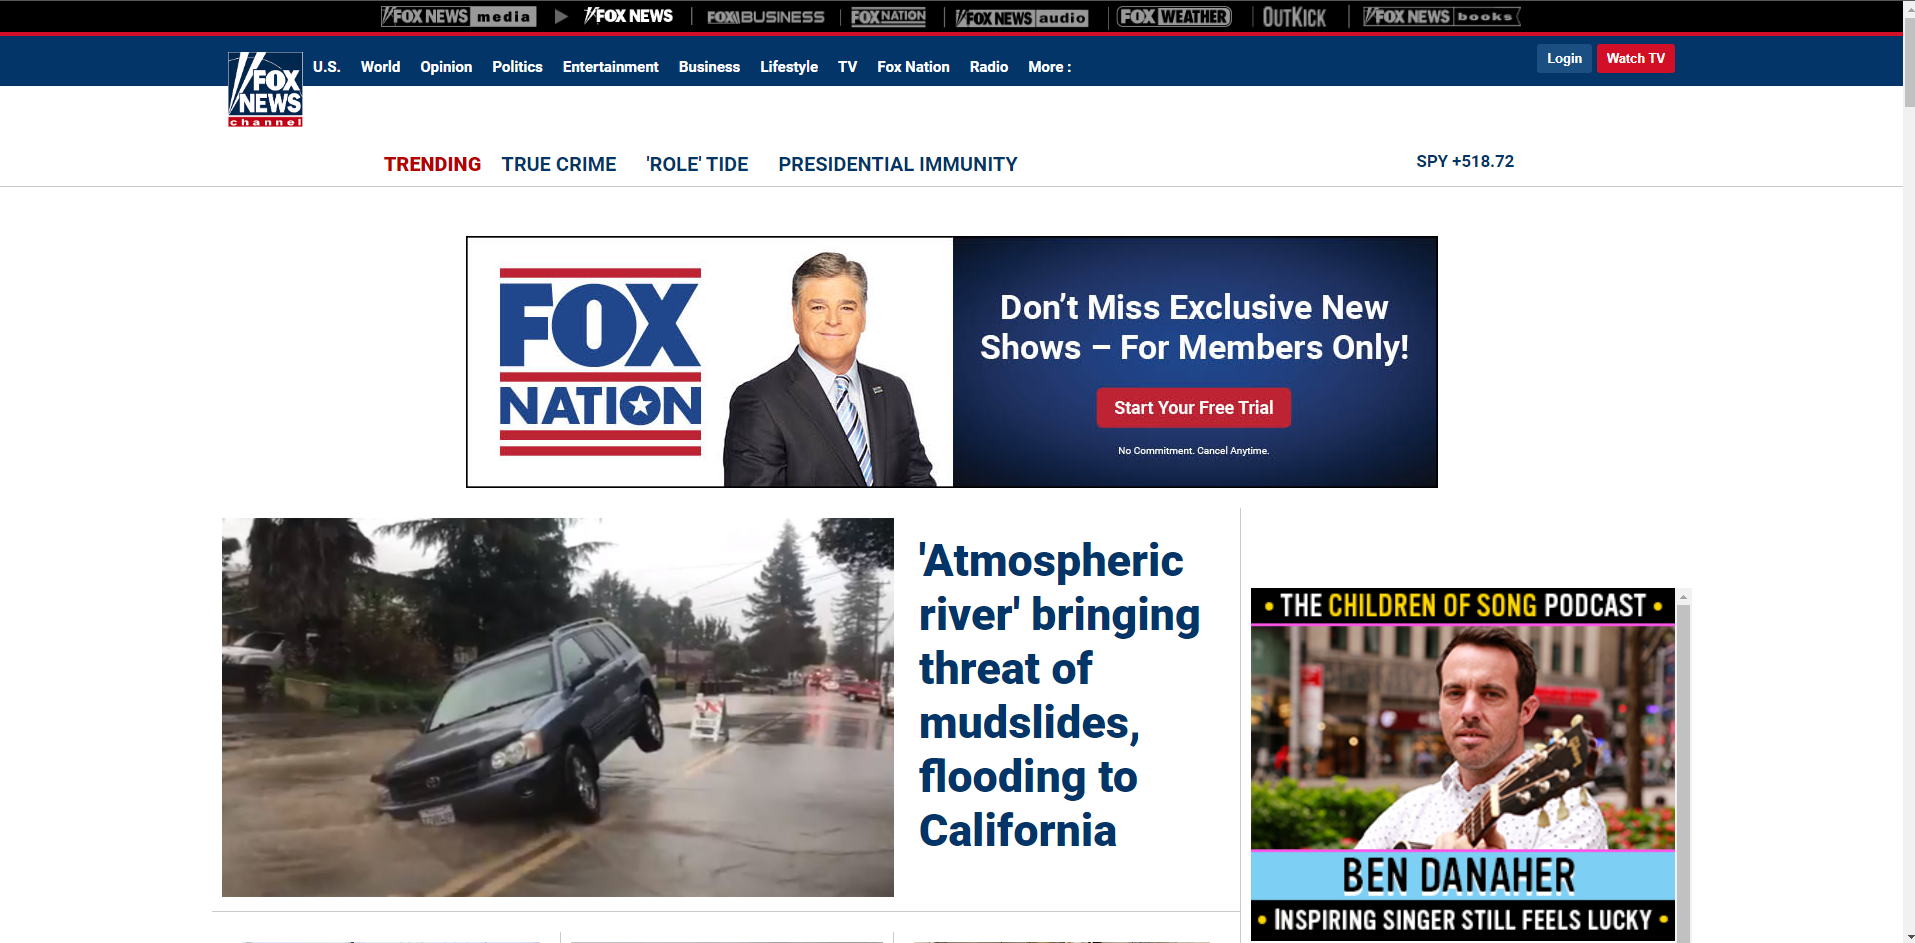 FOX NEWS media
FOX NEWS
FOX BUSINESS
FOX NATION
FOX NEWS audio
FOX WEATHER
OUTKICK
FOX NEWS books
FOX
NEWS
channel
U.S. World Opinion Politics Entertainment Business Lifestyle TV Fox Nation Radio More :
Login Watch TV
TRENDING TRUE CRIME 'ROLE' TIDE PRESIDENTIAL IMMUNITY
SPY +518.72
FOX
NATION
Don't Miss Exclusive New
Shows – For Members Only!
Start Your Free Trial
No Commitment. Cancel Anytime.
'Atmospheric
river' bringing
threat of
mudslides,
flooding to
California
• THE CHILDREN OF SONG PODCAST •
BEN DANAHER
• INSPIRING SINGER STILL FEELS LUCKY •